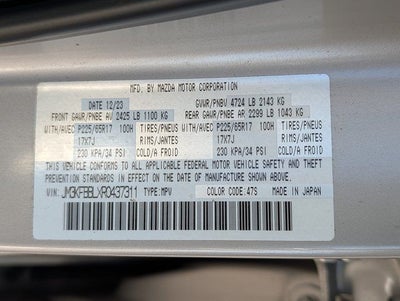 MFD. BY MAZDA MOTOR CORPORATION
DATE 12/23 GVWR/PNBV 4724 LB 2143 KG
FRONT GAWR/PNBE AV 2425 LB 1100 KG REAR GAWR/PNBE AR 2299 LB 1043 KG
WITH/AVEC P225/65R17 100H TIRES/PNEUS WITH/AVEC P225/65R17 100H TIRES/PNEUS
17X7J RIMS/JANTES 17X7J RIMS/JANTES
230 KPA/34 PSI COLD/A FROID 230 KPA/34 PSI COLD/A FROID
THIS VEHICLE CONFORMS TO ALL APPLICABLE FEDERAL MOTOR VEHICLE SAFETY AND THEFT
PREVENTION STANDARDS IN EFFECT ON THE DATE OF MANUFACTURE SHOWN ABOVE.
VIN: TYPE:MPV COLOR CODE:47S MADE IN JAPAN